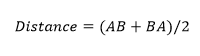 Distance = (AB + BA)/2